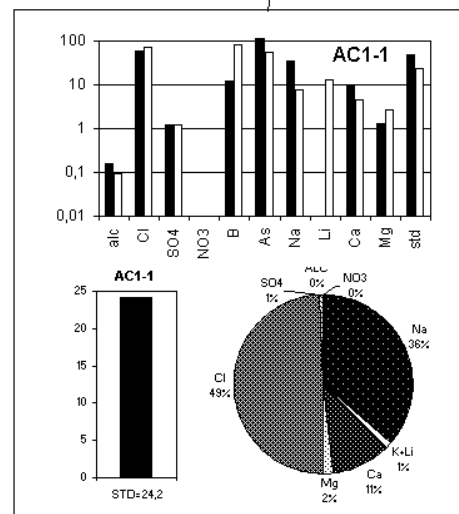 AC1-1
100
10
1
0,1
0,01
alc
Cl
SO4
NO3
B
As
Na
Li
Ca
Mg
std
AC1-1
25
20
15
10
5
0
STD=24,2
ALC
0%
NO3
0%
SO4
1%
Na
36%
Cl
49%
K+Li
1%
Ca
11%
Mg
2%